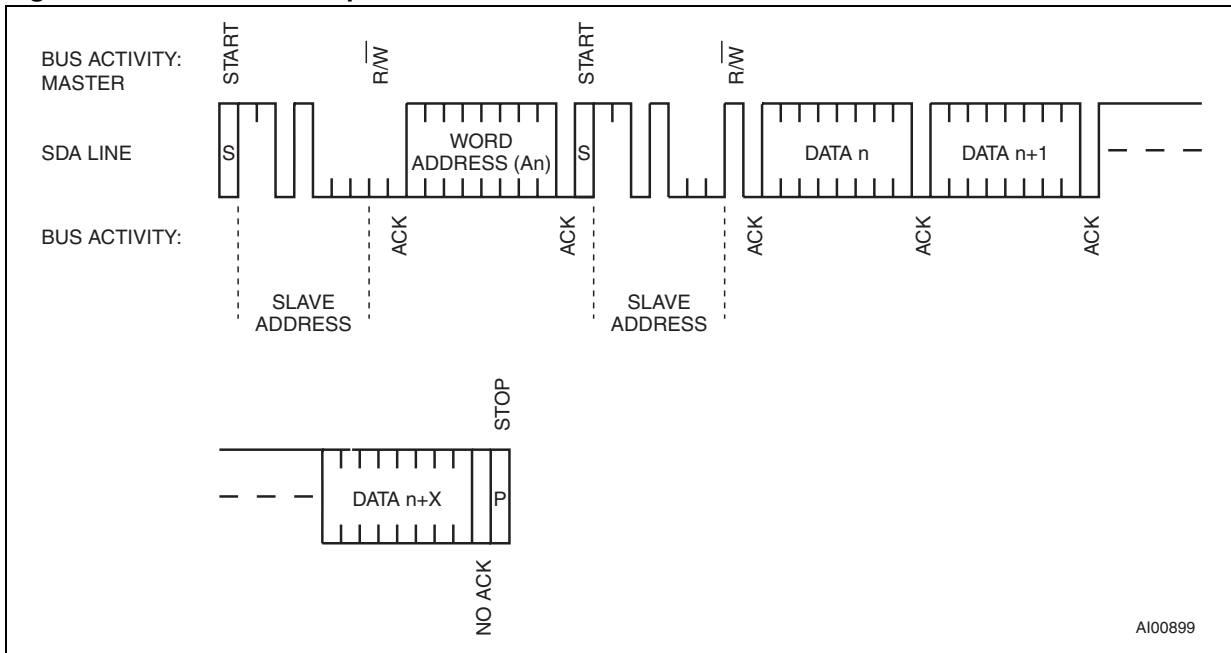 START
R/W
START
R/W
BUS ACTIVITY:
MASTER
SDA LINE
S
WORD
ADDRESS (An)
S
DATA n
DATA n+1
BUS ACTIVITY:
ACK
ACK
ACK
ACK
ACK
SLAVE
ADDRESS
SLAVE
ADDRESS
STOP
DATA n+X
P
NO ACK
AI00899